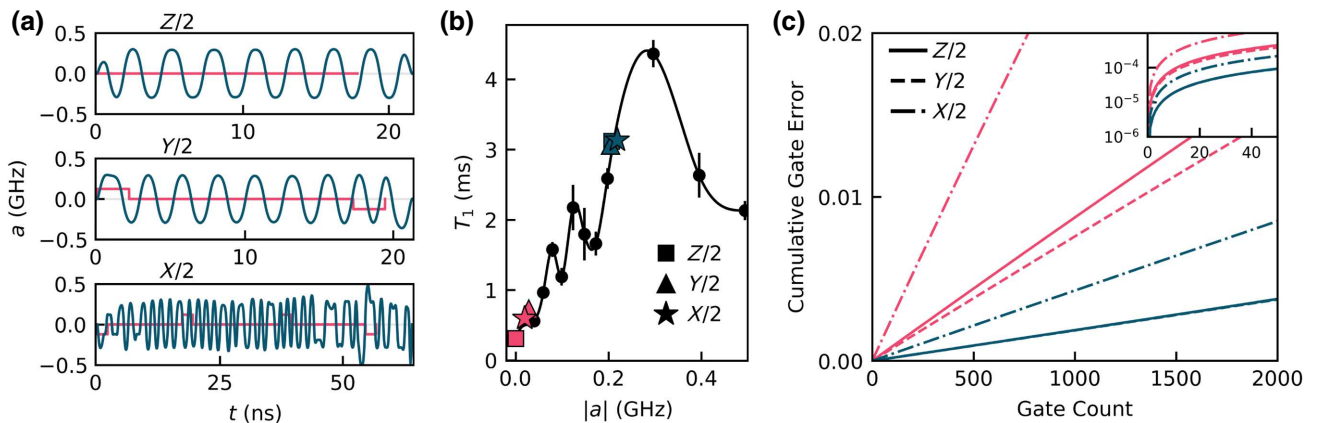 (a)
Z/2
0.5
0.0
−0.5
0
10
20
Y/2
0.5
0.0
−0.5
0
10
20
X/2
0.5
0.0
−0.5
0
25
50
a (GHz)
t (ns)
(b)
4
3
2
1
0
T₁ (ms)
Z/2
Y/2
X/2
0.0
0.2
0.4
|a| (GHz)
(c)
0.02
0.01
0.00
Cumulative Gate Error
Z/2
Y/2
X/2
10⁻⁴
10⁻⁵
10⁻⁶
0
20
40
0
500
1000
1500
2000
Gate Count